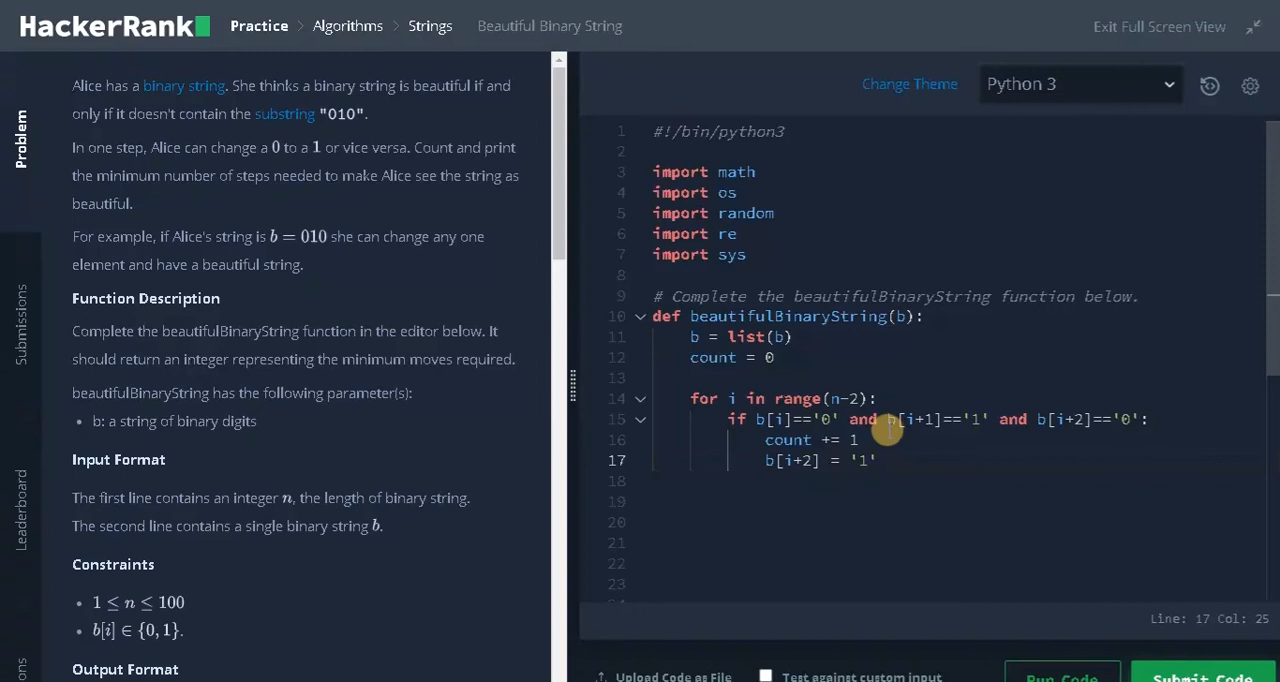 HackerRank Practice > Algorithms > Strings Beautiful Binary String Exit Full Screen View
Problem
Submissions
Leaderboard
Alice has a binary string. She thinks a binary string is beautiful if and
only if it doesn't contain the substring "010".
In one step, Alice can change a 0 to a 1 or vice versa. Count and print
the minimum number of steps needed to make Alice see the string as
beautiful.
For example, if Alice's string is b = 010 she can change any one
element and have a beautiful string.
Function Description
Complete the beautifulBinaryString function in the editor below. It
should return an integer representing the minimum moves required.
beautifulBinaryString has the following parameter(s):
• b: a string of binary digits
Input Format
The first line contains an integer n, the length of binary string.
The second line contains a single binary string b.
Constraints
• 1 ≤ n ≤ 100
• b[i] ∈ {0, 1}.
Output Format
Change Theme Python 3
1 #!/bin/python3
2
3 import math
4 import os
5 import random
6 import re
7 import sys
8
9 # Complete the beautifulBinaryString function below.
10 def beautifulBinaryString(b):
11 b = list(b)
12 count = 0
13
14 for i in range(n-2):
15 if b[i]=='0' and b[i+1]=='1' and b[i+2]=='0':
16 count += 1
17 b[i+2] = '1'
18
19
20
21
22
23
Line: 17 Col: 25
Upload Code as File Test against custom input Run Code Submit Code